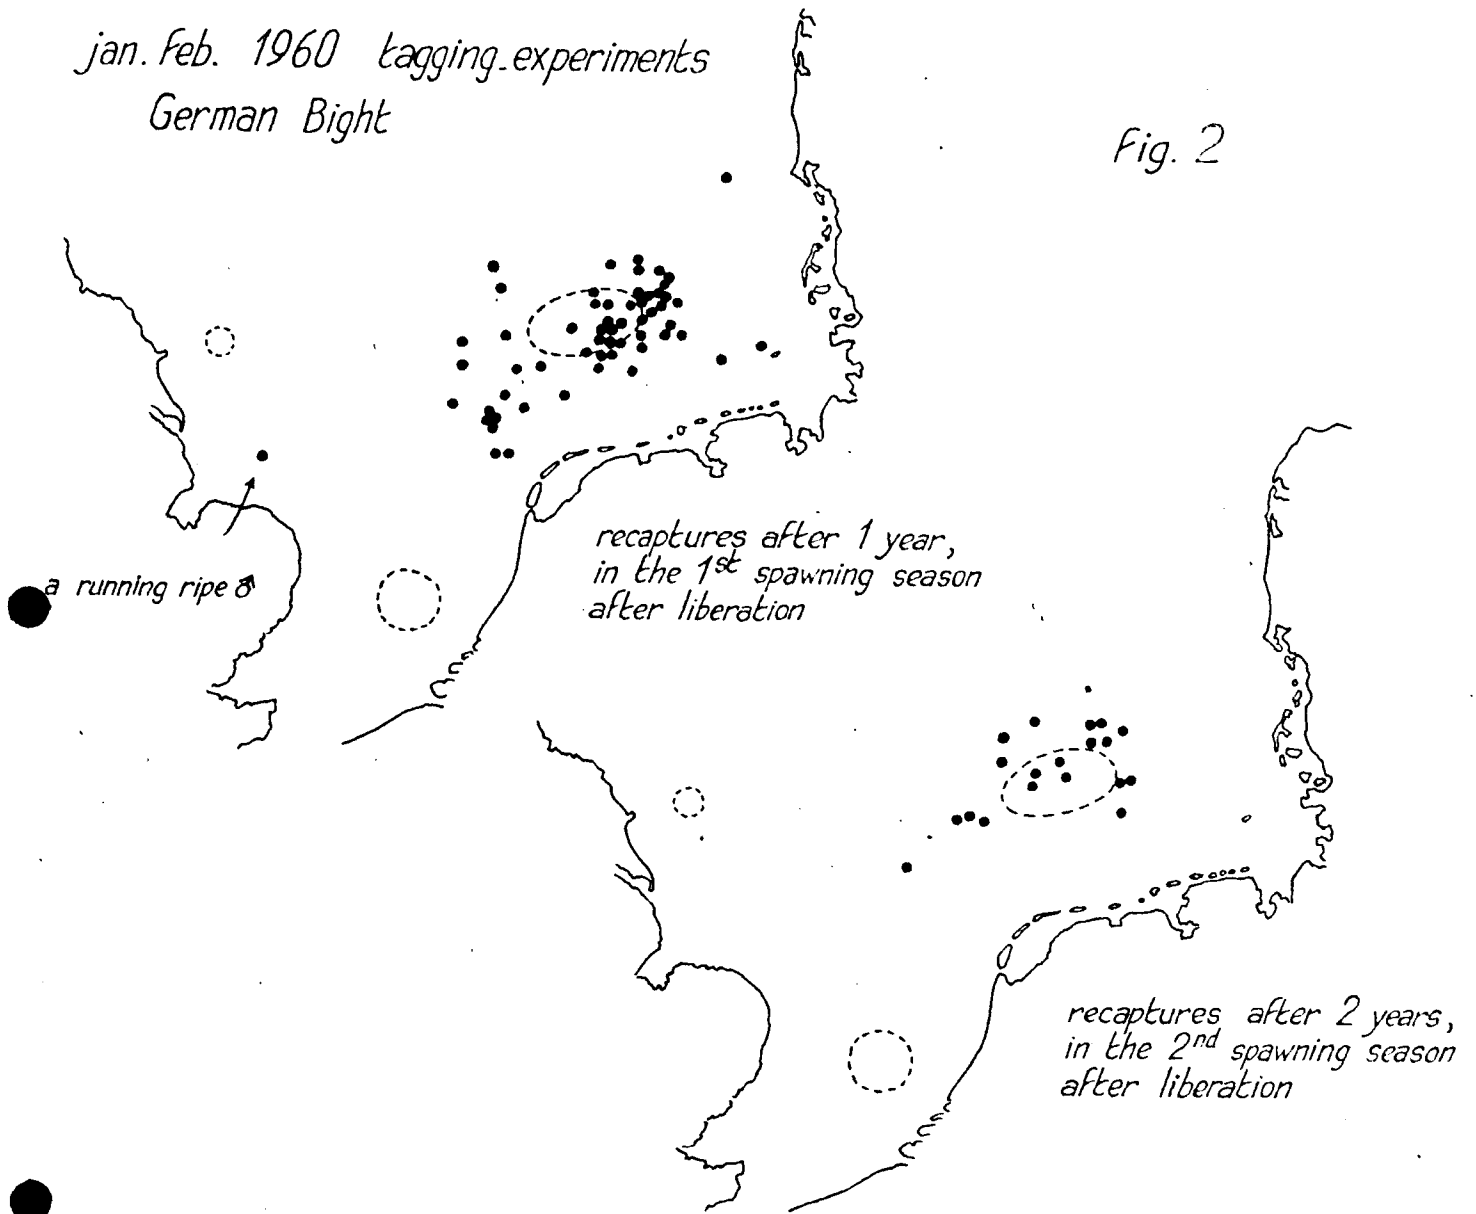 jan. Feb. 1960 tagging-experiments
German Bight
Fig. 2
recaptures after 1 year,
in the 1st spawning season
after liberation
a running ripe ♂
recaptures after 2 years,
in the 2nd spawning season
after liberation